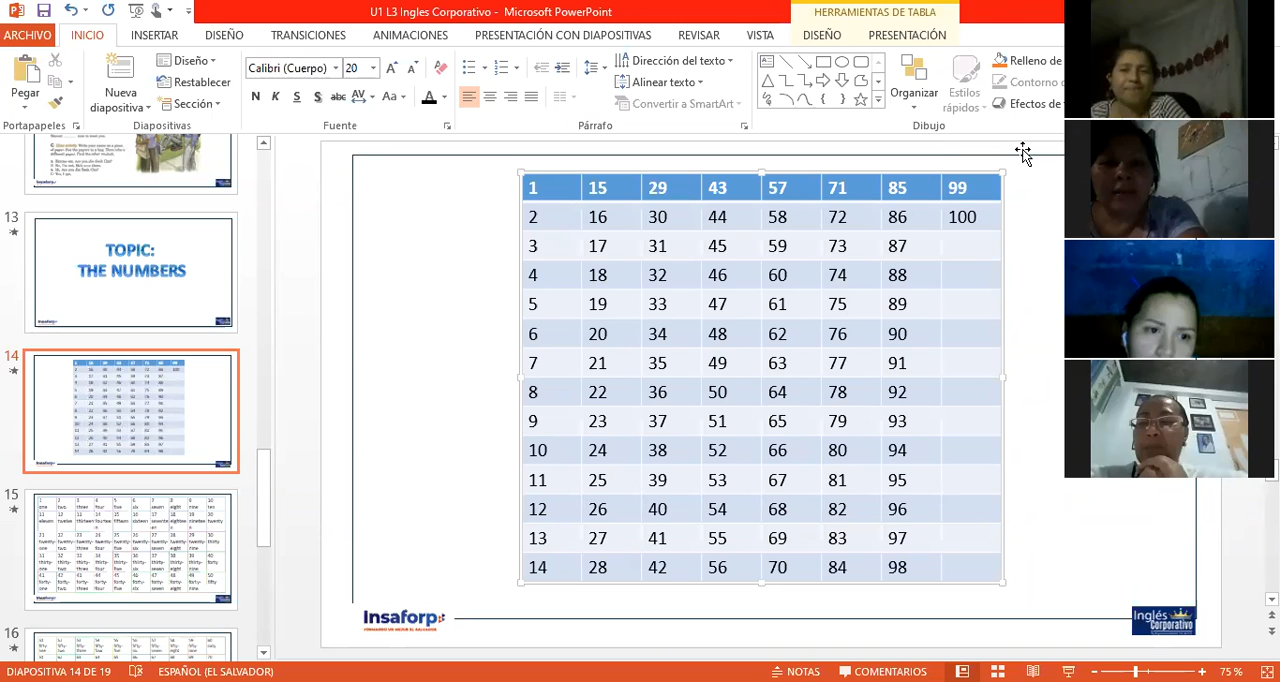 U1 L3 Ingles Corporativo - Microsoft PowerPoint
HERRAMIENTAS DE TABLA
ARCHIVO INICIO INSERTAR DISEÑO TRANSICIONES ANIMACIONES PRESENTACIÓN CON DIAPOSITIVAS REVISAR VISTA DISEÑO PRESENTACIÓN
Pegar
Portapapeles
Nueva
diapositiva
Diseño
Restablecer
Sección
Diapositivas
Calibri (Cuerpo) 20
N K S S abc AV Aa A
Fuente
Dirección del texto
Alinear texto
Convertir a SmartArt
Párrafo
Organizar
Estilos
rápidos
Relleno de
Contorno
Efectos de
Dibujo
13
TOPIC:
THE NUMBERS
14
15
16
1 15 29 43 57 71 85 99
2 16 30 44 58 72 86 100
3 17 31 45 59 73 87
4 18 32 46 60 74 88
5 19 33 47 61 75 89
6 20 34 48 62 76 90
7 21 35 49 63 77 91
8 22 36 50 64 78 92
9 23 37 51 65 79 93
10 24 38 52 66 80 94
11 25 39 53 67 81 95
12 26 40 54 68 82 96
13 27 41 55 69 83 97
14 28 42 56 70 84 98
Insaforp
Inglés
Corporativo
DIAPOSITIVA 14 DE 19 ESPAÑOL (EL SALVADOR) NOTAS COMENTARIOS 75 %